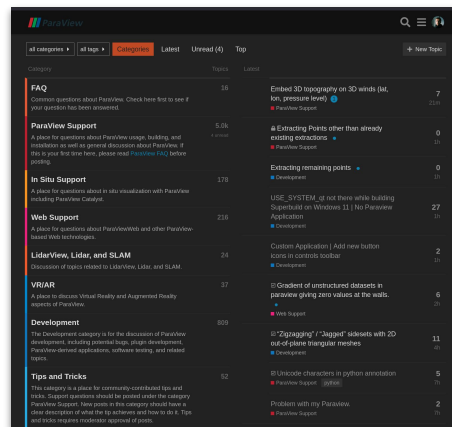 ParaView
all categories
all tags
Categories
Latest
Unread (4)
Top
+ New Topic
Category
Topics
Latest
FAQ
16
Common questions about ParaView. Check here first to see if
your question has been answered.
ParaView Support
5.0k
A place for questions about ParaView usage, building, and
installation as well as general discussion about ParaView. If
this is your first time here, please read ParaView FAQ before
posting.
In Situ Support
178
A place for questions about in situ visualization with ParaView
including ParaView Catalyst.
Web Support
216
A place for questions about ParaViewWeb and other ParaView-
based Web technologies.
LidarView, Lidar, and SLAM
24
Discussion of topics related to LidarView, Lidar, and SLAM.
VR/AR
37
A place to discuss Virtual Reality and Augmented Reality
aspects of ParaView.
Development
809
The Development category is for the discussion of ParaView
development, including potential bugs, plugin development,
ParaView-derived applications, software testing, and related
topics.
Tips and Tricks
52
This category is a place for community-contributed tips and
tricks. Support questions should be posted under the category
ParaView Support. New posts in this category should have a
clear description of what the tip achieves and how to do it. Tips
and tricks requires moderator approval of posts.
Embed 3D topography on 3D winds (lat,
lon, pressure level)
7
ParaView Support
21m
Extracting Points other than already
existing extractions
0
ParaView Support
1h
Extracting remaining points
0
Development
1h
USE_SYSTEM_qt not there while building
Superbuild on Windows 11 | No Paraview
Application
27
Development
1h
Custom Application | Add new button
icons in controls toolbar
2
Development
1h
Gradient of unstructured datasets in
paraview giving zero values at the walls.
6
Web Support
2h
"Zigzagging" / "Jagged" sidesets with 2D
out-of-plane triangular meshes
11
Development
4h
Unicode characters in python annotation
5
ParaView Support
python
7h
Problem with my Paraview.
2
ParaView Support
7h